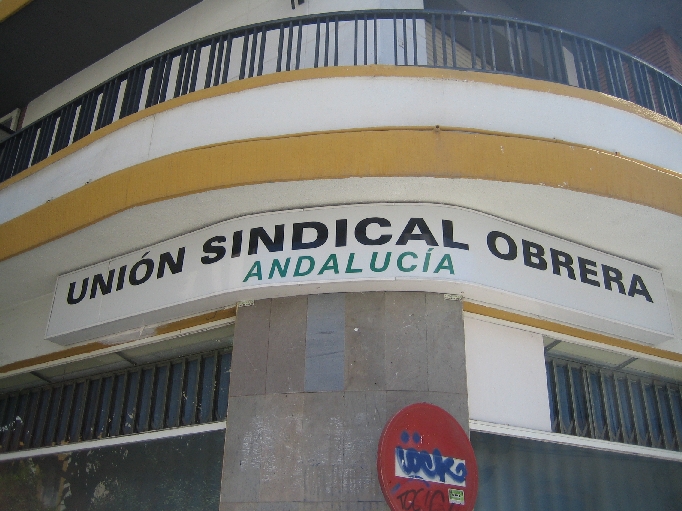 UNIÓN SINDICAL OBRERA
ANDALUCÍA